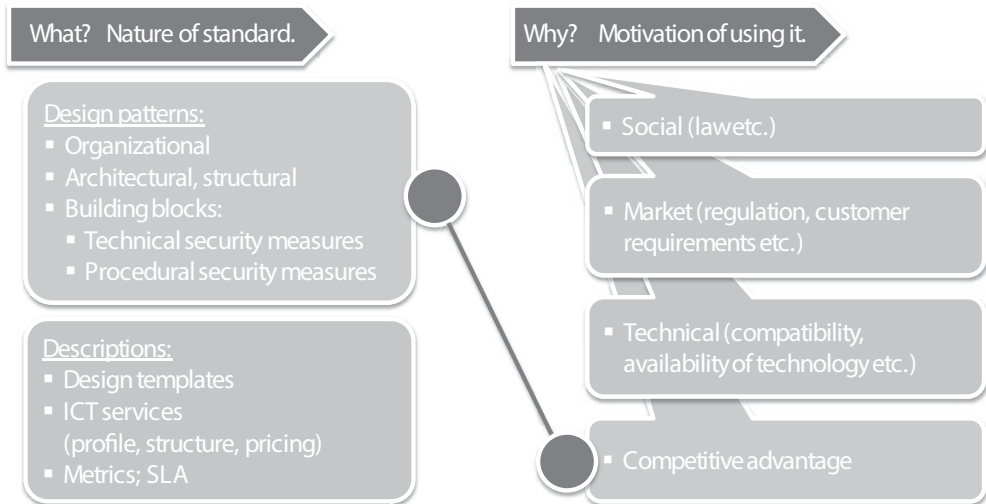 What? Nature of standard.
Design patterns:
▪ Organizational
▪ Architectural, structural
▪ Building blocks:
▪ Technical security measures
▪ Procedural security measures
Descriptions:
▪ Design templates
▪ ICT services
(profile, structure, pricing)
▪ Metrics; SLA
Why? Motivation of using it.
▪ Social (law etc.)
▪ Market (regulation, customer
requirements etc.)
▪ Technical (compatibility,
availability of technology etc.)
▪ Competitive advantage